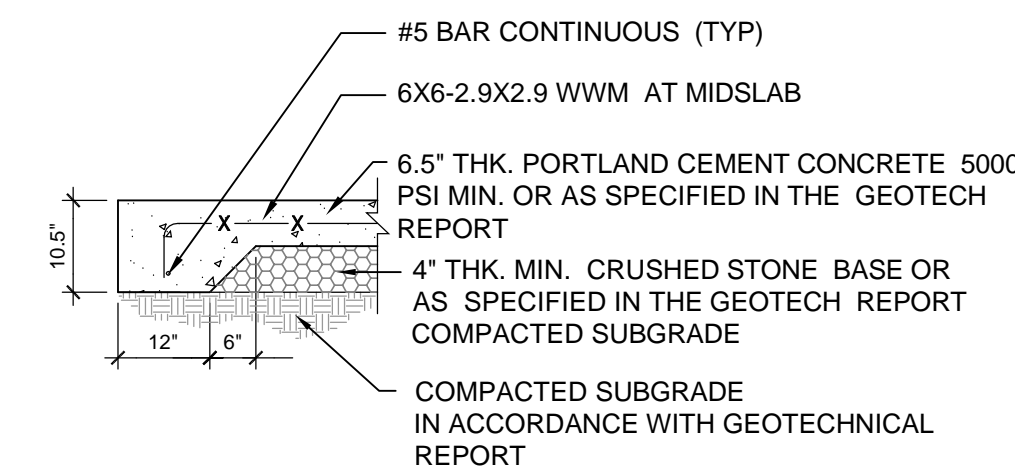 #5 BAR CONTINUOUS (TYP)
6X6-2.9X2.9 WWM AT MIDSLAB
6.5" THK. PORTLAND CEMENT CONCRETE 5000
PSI MIN. OR AS SPECIFIED IN THE GEOTECH
REPORT
4" THK. MIN. CRUSHED STONE BASE OR
AS SPECIFIED IN THE GEOTECH REPORT
COMPACTED SUBGRADE
COMPACTED SUBGRADE
IN ACCORDANCE WITH GEOTECHNICAL
REPORT
10.5"
X X
12" 6"